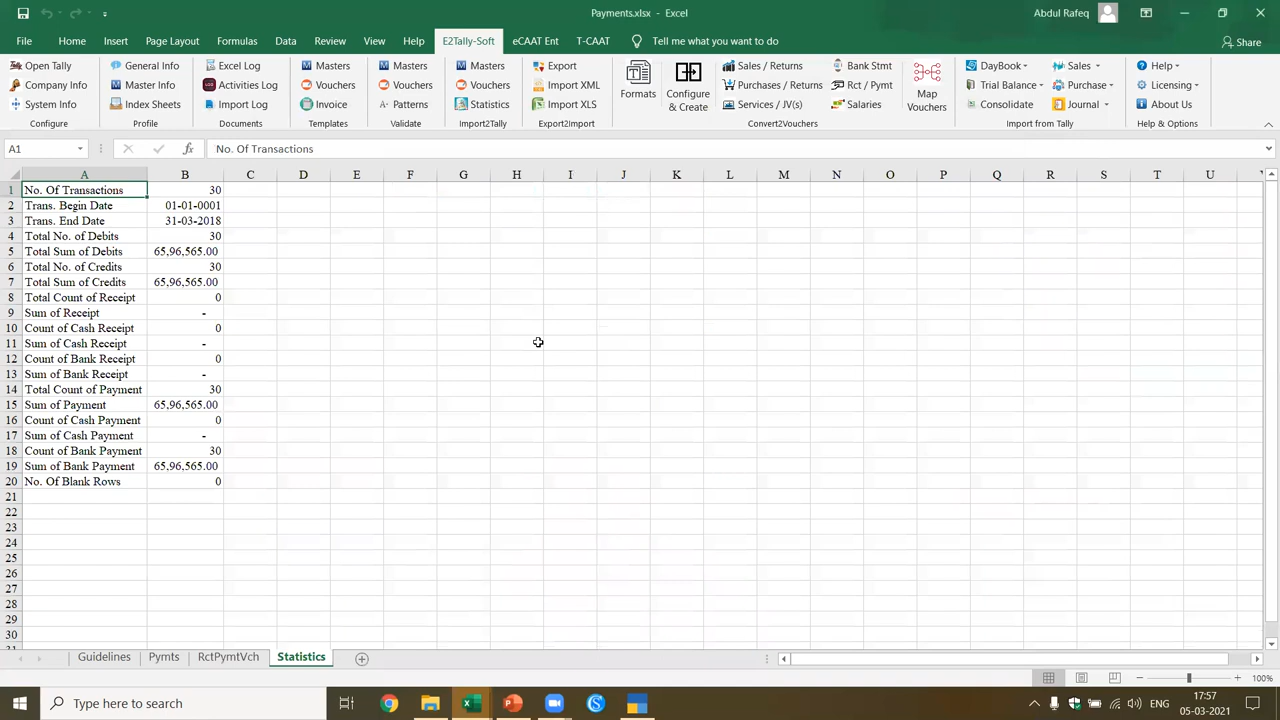 Payments.xlsx - Excel
Abdul Rafeq
File Home Insert Page Layout Formulas Data Review View Help E2Tally-Soft eCAAT Ent T-CAAT Tell me what you want to do Share
Open Tally General Info Excel Log Masters Masters Masters Export Sales / Returns Bank Stmt DayBook Sales Help
Company Info Master Info Activities Log Vouchers Vouchers Vouchers Import XML Purchases / Returns Rct / Pymt Trial Balance Purchase Licensing
System Info Index Sheets Import Log Invoice Patterns Statistics Import XLS Services / JV(s) Salaries Consolidate Journal About Us
Formats Configure & Create Map Vouchers
Configure Profile Documents Templates Validate Import2Tally Export2Import Convert2Vouchers Import from Tally Help & Options
A1 fx No. Of Transactions
A B C D E F G H I J K L M N O P Q R S T U
1 No. Of Transactions 30
2 Trans. Begin Date 01-01-0001
3 Trans. End Date 31-03-2018
4 Total No. of Debits 30
5 Total Sum of Debits 65,96,565.00
6 Total No. of Credits 30
7 Total Sum of Credits 65,96,565.00
8 Total Count of Receipt 0
9 Sum of Receipt -
10 Count of Cash Receipt 0
11 Sum of Cash Receipt -
12 Count of Bank Receipt 0
13 Sum of Bank Receipt -
14 Total Count of Payment 30
15 Sum of Payment 65,96,565.00
16 Count of Cash Payment 0
17 Sum of Cash Payment -
18 Count of Bank Payment 30
19 Sum of Bank Payment 65,96,565.00
20 No. Of Blank Rows 0
21
22
23
24
25
26
27
28
29
30
Guidelines Pymts RctPymtVch Statistics
100%
Type here to search
ENG
17:57
05-03-2021